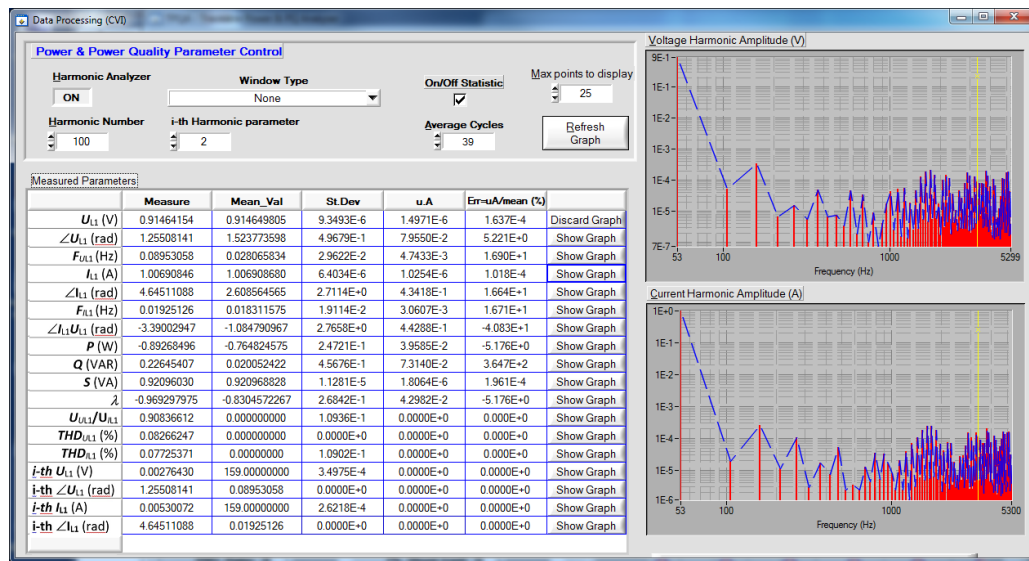 Data Processing (CVI)
Power & Power Quality Parameter Control
Harmonic Analyzer
ON
Window Type
None
On/Off Statistic
Max points to display
25
Harmonic Number
100
i-th Harmonic parameter
2
Average Cycles
39
Refresh
Graph
Measured Parameters
Measure Mean_Val St.Dev u.A Err=uA/mean (%)
UL1 (V) 0.91464154 0.914649805 9.3493E-6 1.4971E-6 1.637E-4 Discard Graph
∠UL1 (rad) 1.25508141 1.523773598 4.9679E-1 7.9550E-2 5.221E+0 Show Graph
FUL1 (Hz) 0.08953058 0.028065834 2.9622E-2 4.7433E-3 1.690E+1 Show Graph
IL1 (A) 1.00690846 1.006908680 6.4034E-6 1.0254E-6 1.018E-4 Show Graph
∠IL1 (rad) 4.64511088 2.608564565 2.7114E+0 4.3418E-1 1.664E+1 Show Graph
FIL1 (Hz) 0.01925126 0.018311575 1.9114E-2 3.0607E-3 1.671E+1 Show Graph
∠IL1UL1 (rad) -3.39002947 -1.084790967 2.7658E+0 4.4288E-1 -4.083E+1 Show Graph
P (W) -0.89268496 -0.764824575 2.4721E-1 3.9585E-2 -5.176E+0 Show Graph
Q (VAR) 0.22645407 0.020052422 4.5676E-1 7.3140E-2 3.647E+2 Show Graph
S (VA) 0.92096030 0.920968828 1.1281E-5 1.8064E-6 1.961E-4 Show Graph
λ -0.969297975 -0.8304572267 2.6842E-1 4.2982E-2 -5.176E+0 Show Graph
UUL1/UIL1 0.90836612 0.000000000 1.0936E-1 0.0000E+0 0.000E+0 Show Graph
THDUL1 (%) 0.08266247 0.000000000 0.0000E+0 0.0000E+0 0.000E+0 Show Graph
THDIL1 (%) 0.07725371 0.00000000 1.0902E-1 0.0000E+0 0.000E+0 Show Graph
i-th UL1 (V) 0.00276430 159.00000000 3.4975E-4 0.0000E+0 0.000E+0 Show Graph
i-th ∠UL1 (rad) 1.25508141 0.08953058 0.0000E+0 0.0000E+0 0.0000E+0 Show Graph
i-th IL1 (A) 0.00530072 159.00000000 2.6218E-4 0.0000E+0 0.0000E+0 Show Graph
i-th ∠IL1 (rad) 4.64511088 0.01925126 0.0000E+0 0.0000E+0 0.0000E+0 Show Graph
Voltage Harmonic Amplitude (V)
9E-1
1E-1
1E-2
1E-3
1E-4
1E-5
7E-7
53 100 1000 5299
Frequency (Hz)
Current Harmonic Amplitude (A)
1E+0
1E-1
1E-2
1E-3
1E-4
1E-5
1E-6
53 100 1000 5300
Frequency (Hz)